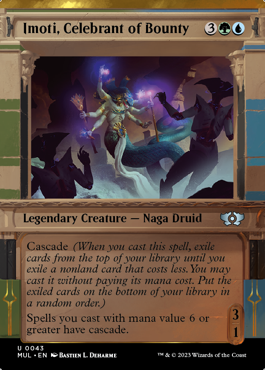 Imoti, Celebrant of Bounty 3
Legendary Creature — Naga Druid
Cascade (When you cast this spell, exile
cards from the top of your library until you
exile a nonland card that costs less. You may
cast it without paying its mana cost. Put the
exiled cards on the bottom of your library in
a random order.)
Spells you cast with mana value 6 or
greater have cascade.
3
1
U 0043
MUL • EN Bastien L. Deharme
™ & © 2023 Wizards of the Coast